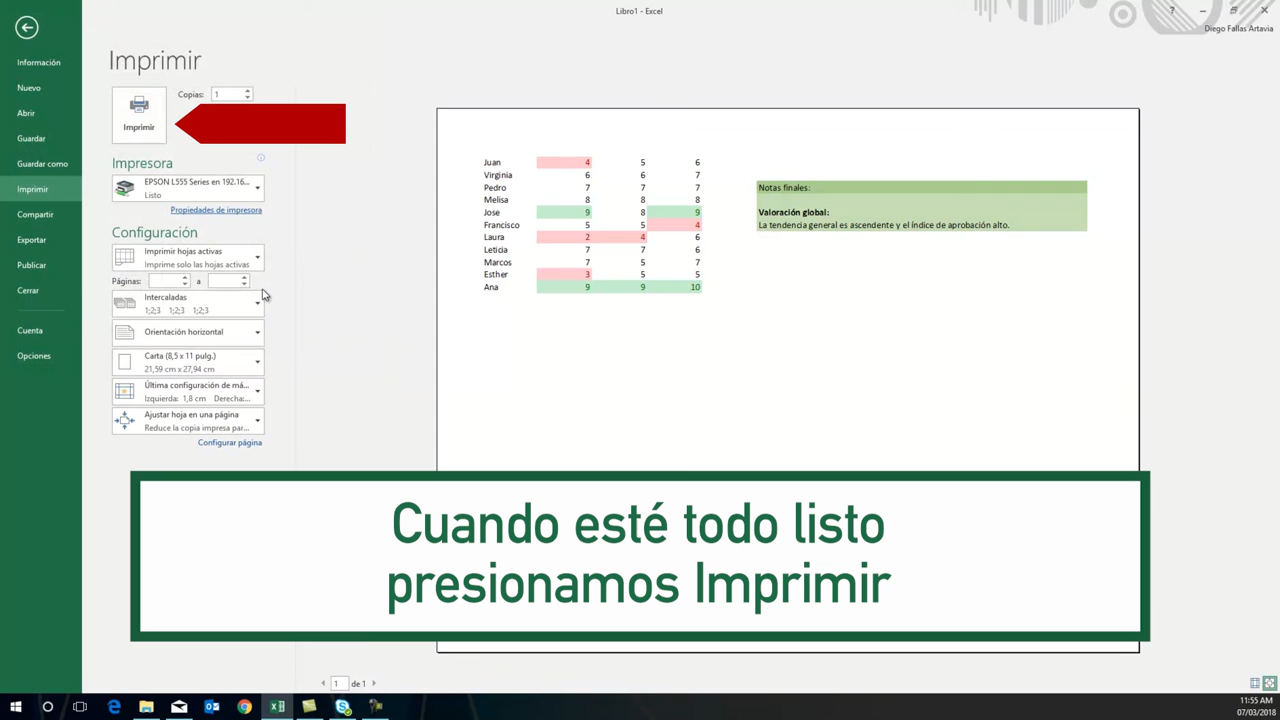 Libro1 - Excel
?
Diego Fallas Artavia
Información
Nuevo
Abrir
Guardar
Guardar como
Imprimir
Compartir
Exportar
Publicar
Cerrar
Cuenta
Opciones
Imprimir
Copias: 1
Imprimir
Impresora
EPSON L555 Series en 192.16...
Listo
Propiedades de impresora
Configuración
Imprimir hojas activas
Imprime solo las hojas activas
Páginas: a
Intercaladas
1;2;3 1;2;3 1;2;3
Orientación horizontal
Carta (8,5 x 11 pulg.)
21,59 cm x 27,94 cm
Última configuración de má...
Izquierda: 1,8 cm Derecha:...
Ajustar hoja en una página
Reduce la copia impresa par...
Configurar página
Juan 4 5 6
Virginia 6 6 7
Pedro 7 7 7
Melisa 8 8 8
Jose 9 8 9
Francisco 5 5 4
Laura 2 4 6
Leticia 7 7 6
Marcos 7 5 7
Esther 3 5 5
Ana 9 9 10
Notas finales:
Valoración global:
La tendencia general es ascendente y el índice de aprobación alto.
Cuando esté todo listo
presionamos Imprimir
1 de 1
11:55 AM
07/03/2018